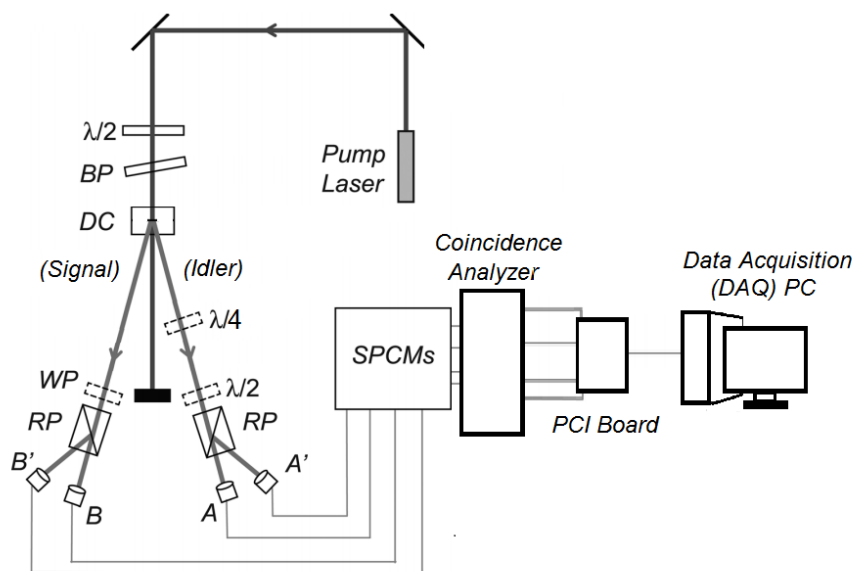 λ/2
BP
Pump
Laser
DC
(Signal)
(Idler)
Coincidence
Analyzer
Data Acquisition
(DAQ) PC
λ/4
SPCMs
WP
λ/2
RP
RP
PCI Board
B'
A'
B
A